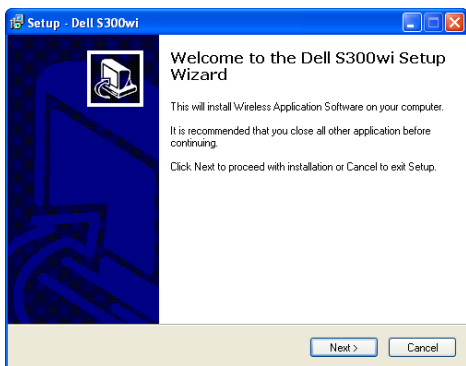 Setup - Dell S300wi
Welcome to the Dell S300wi Setup
Wizard
This will install Wireless Application Software on your computer.
It is recommended that you close all other application before
continuing.
Click Next to proceed with installation or Cancel to exit Setup.
Next >
Cancel